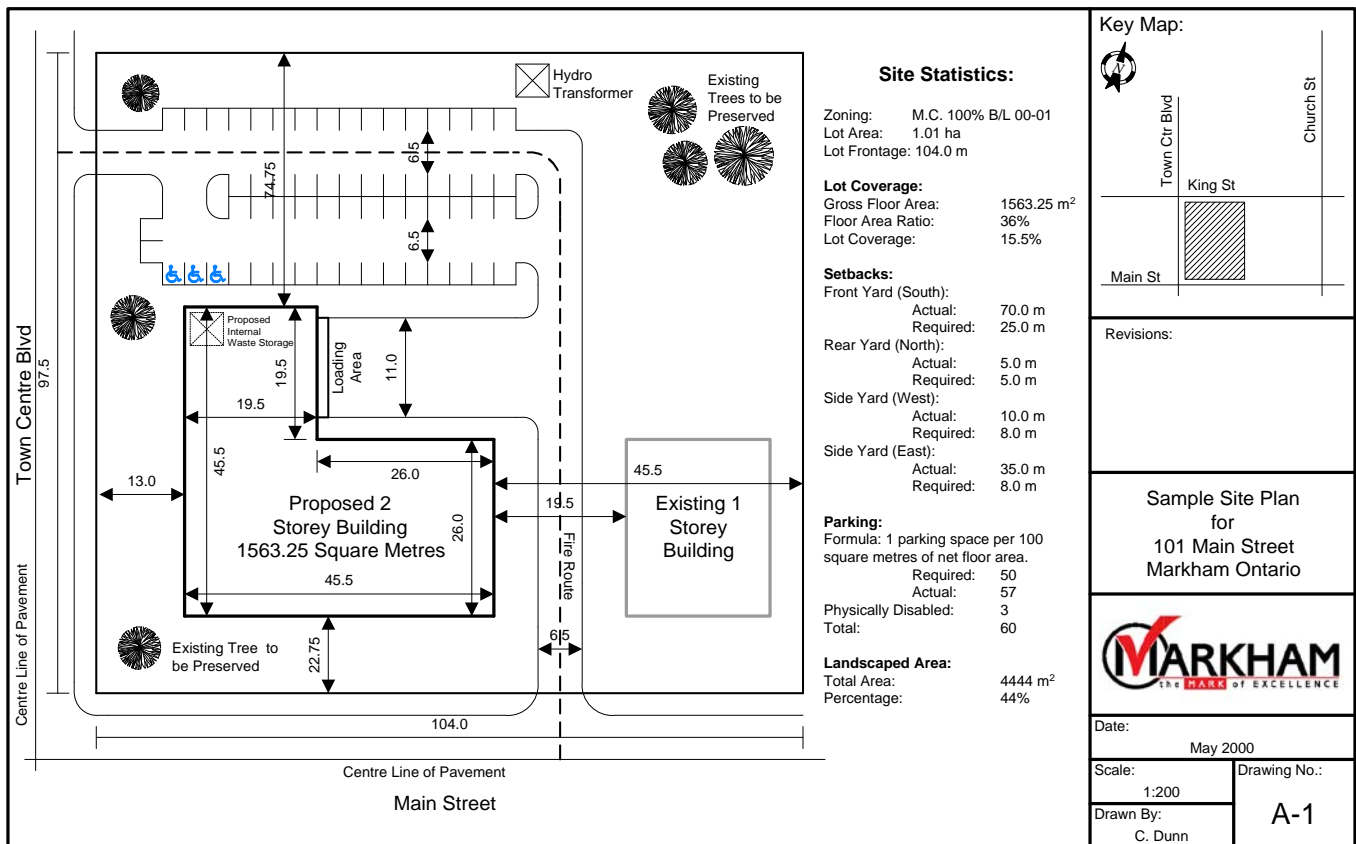 Hydro
Transformer
Existing
Trees to be
Preserved
6.5
74.75
6.5
Proposed
Internal
Waste Storage
Loading
Area
19.5
11.0
19.5
Town Centre Blvd
97.5
45.5
26.0
45.5
13.0
19.5
Proposed 2
Storey Building
1563.25 Square Metres
26.0
Existing 1
Storey
Building
45.5
Fire Route
Existing Tree to
be Preserved
22.75
6.5
Centre Line of Pavement
104.0
Centre Line of Pavement
Main Street
Site Statistics:
Zoning: M.C. 100% B/L 00-01
Lot Area: 1.01 ha
Lot Frontage: 104.0 m
Lot Coverage:
Gross Floor Area: 1563.25 m²
Floor Area Ratio: 36%
Lot Coverage: 15.5%
Setbacks:
Front Yard (South):
Actual: 70.0 m
Required: 25.0 m
Rear Yard (North):
Actual: 5.0 m
Required: 5.0 m
Side Yard (West):
Actual: 10.0 m
Required: 8.0 m
Side Yard (East):
Actual: 35.0 m
Required: 8.0 m
Parking:
Formula: 1 parking space per 100
square metres of net floor area.
Required: 50
Actual: 57
Physically Disabled: 3
Total: 60
Landscaped Area:
Total Area: 4444 m²
Percentage: 44%
Key Map:
N
Town Ctr Blvd
Church St
King St
Main St
Revisions:
Sample Site Plan
for
101 Main Street
Markham Ontario
MARKHAM
the MARK of EXCELLENCE
Date:
May 2000
Scale:
1:200
Drawing No.:
A-1
Drawn By:
C. Dunn